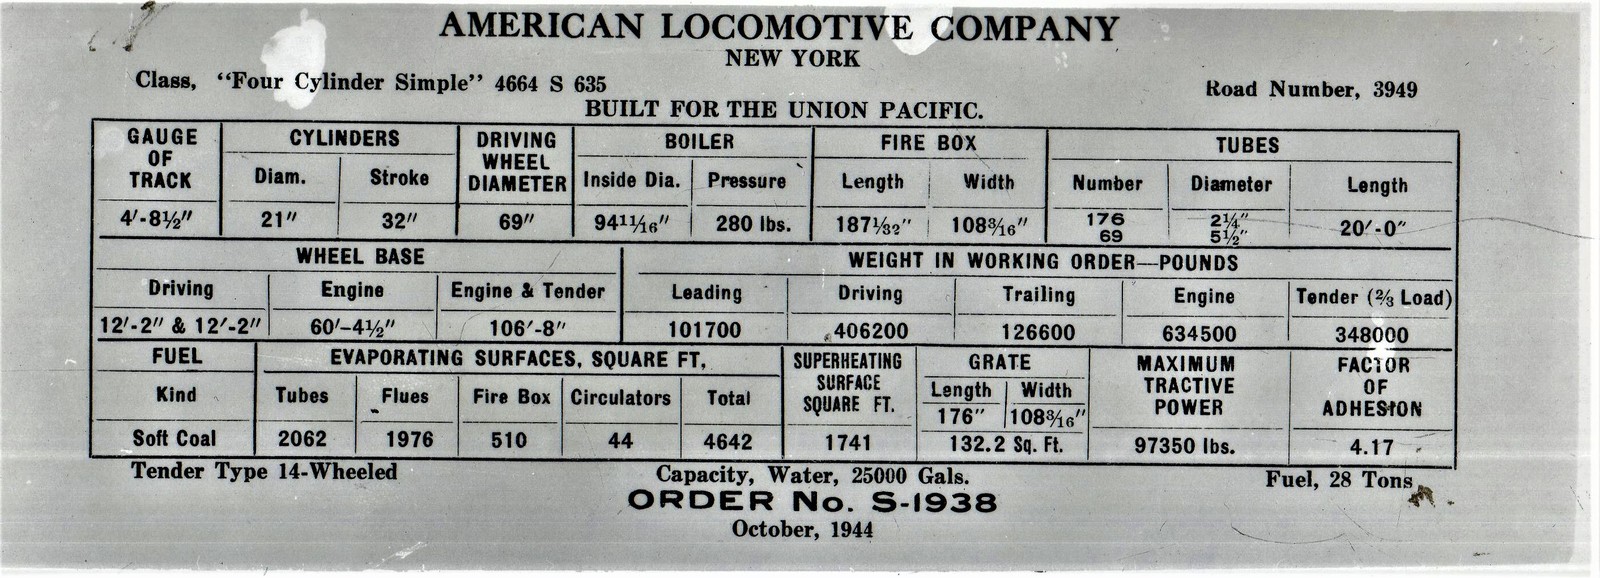 AMERICAN LOCOMOTIVE COMPANY
NEW YORK
Class, "Four Cylinder Simple" 4664 S 635
Road Number, 3949
BUILT FOR THE UNION PACIFIC.
GAUGE OF TRACK CYLINDERS DRIVING WHEEL DIAMETER BOILER FIRE BOX TUBES
Diam. Stroke Inside Dia. Pressure Length Width Number Diameter Length
4'-8½" 21" 32" 69" 94 11/16" 280 lbs. 187 1/32" 108 3/16" 176 2¼" 20'-0"
69 5½"
WHEEL BASE WEIGHT IN WORKING ORDER—POUNDS
Driving Engine Engine & Tender Leading Driving Trailing Engine Tender (⅔ Load)
12'-2" & 12'-2" 60'-4½" 106'-8" 101700 406200 126600 634500 348000
FUEL EVAPORATING SURFACES, SQUARE FT, SUPERHEATING SURFACE SQUARE FT. GRATE MAXIMUM TRACTIVE POWER FACTOR OF ADHESION
Kind Tubes Flues Fire Box Circulators Total Length Width
176" 108 3/16"
Soft Coal 2062 1976 510 44 4642 1741 132.2 Sq. Ft. 97350 lbs. 4.17
Tender Type 14-Wheeled Capacity, Water, 25000 Gals. Fuel, 28 Tons
ORDER No. S-1938
October, 1944